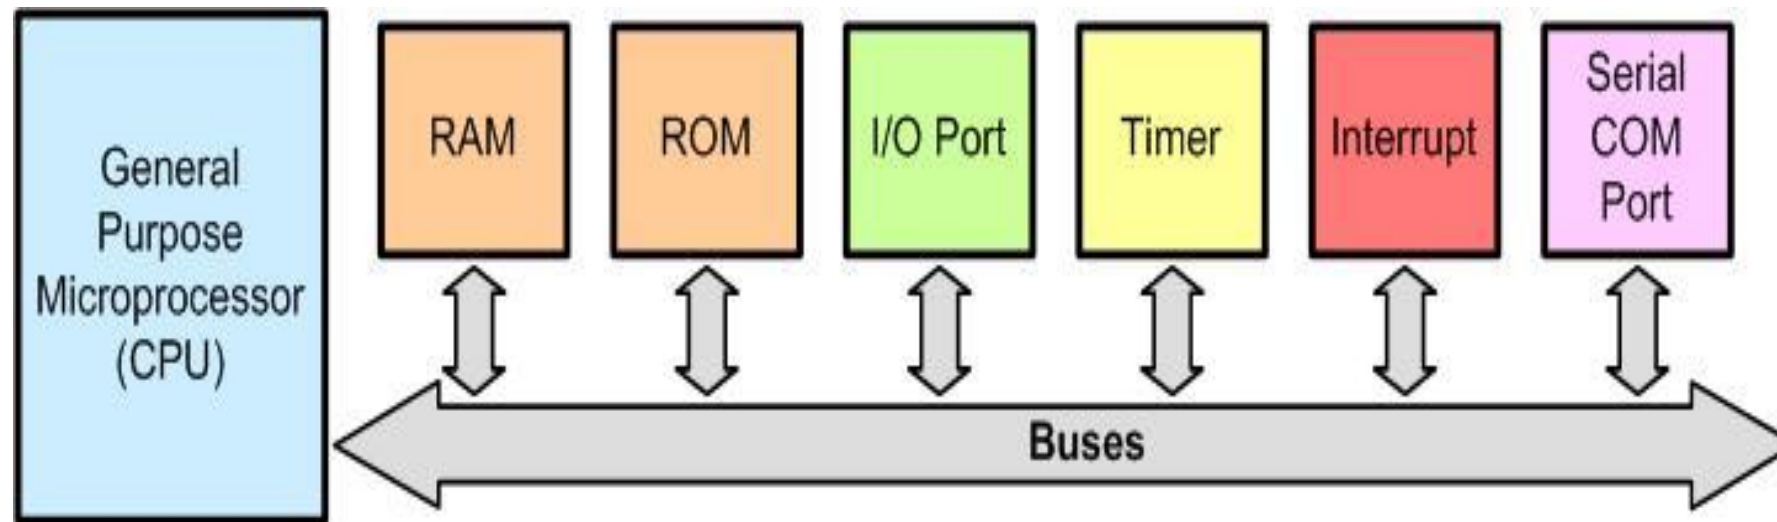 General
Purpose
Microprocessor
(CPU)
RAM
ROM
I/O Port
Timer
Interrupt
Serial
COM
Port
Buses